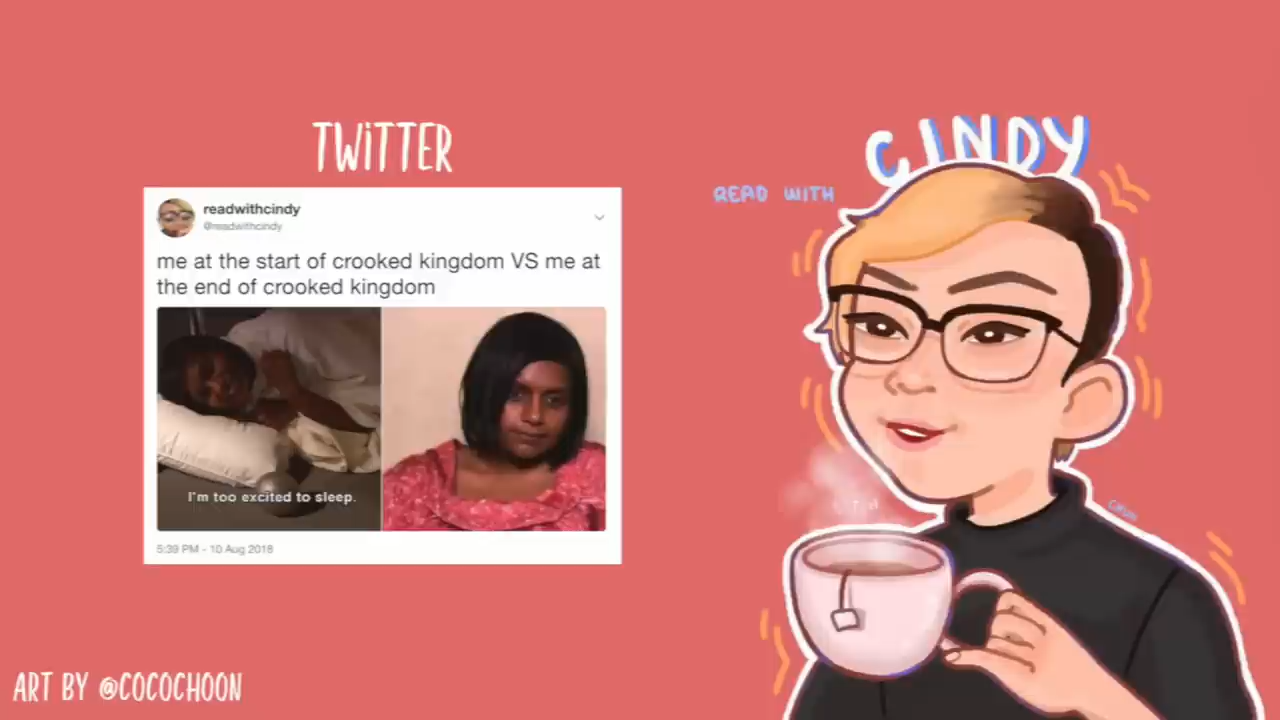 TWiTTER
readwithcindy
@readwithcindy
me at the start of crooked kingdom VS me at
the end of crooked kingdom
I'm too excited to sleep.
5:39 PM - 10 Aug 2018
CINDY
READ WITH
ART BY @COCOCHOON